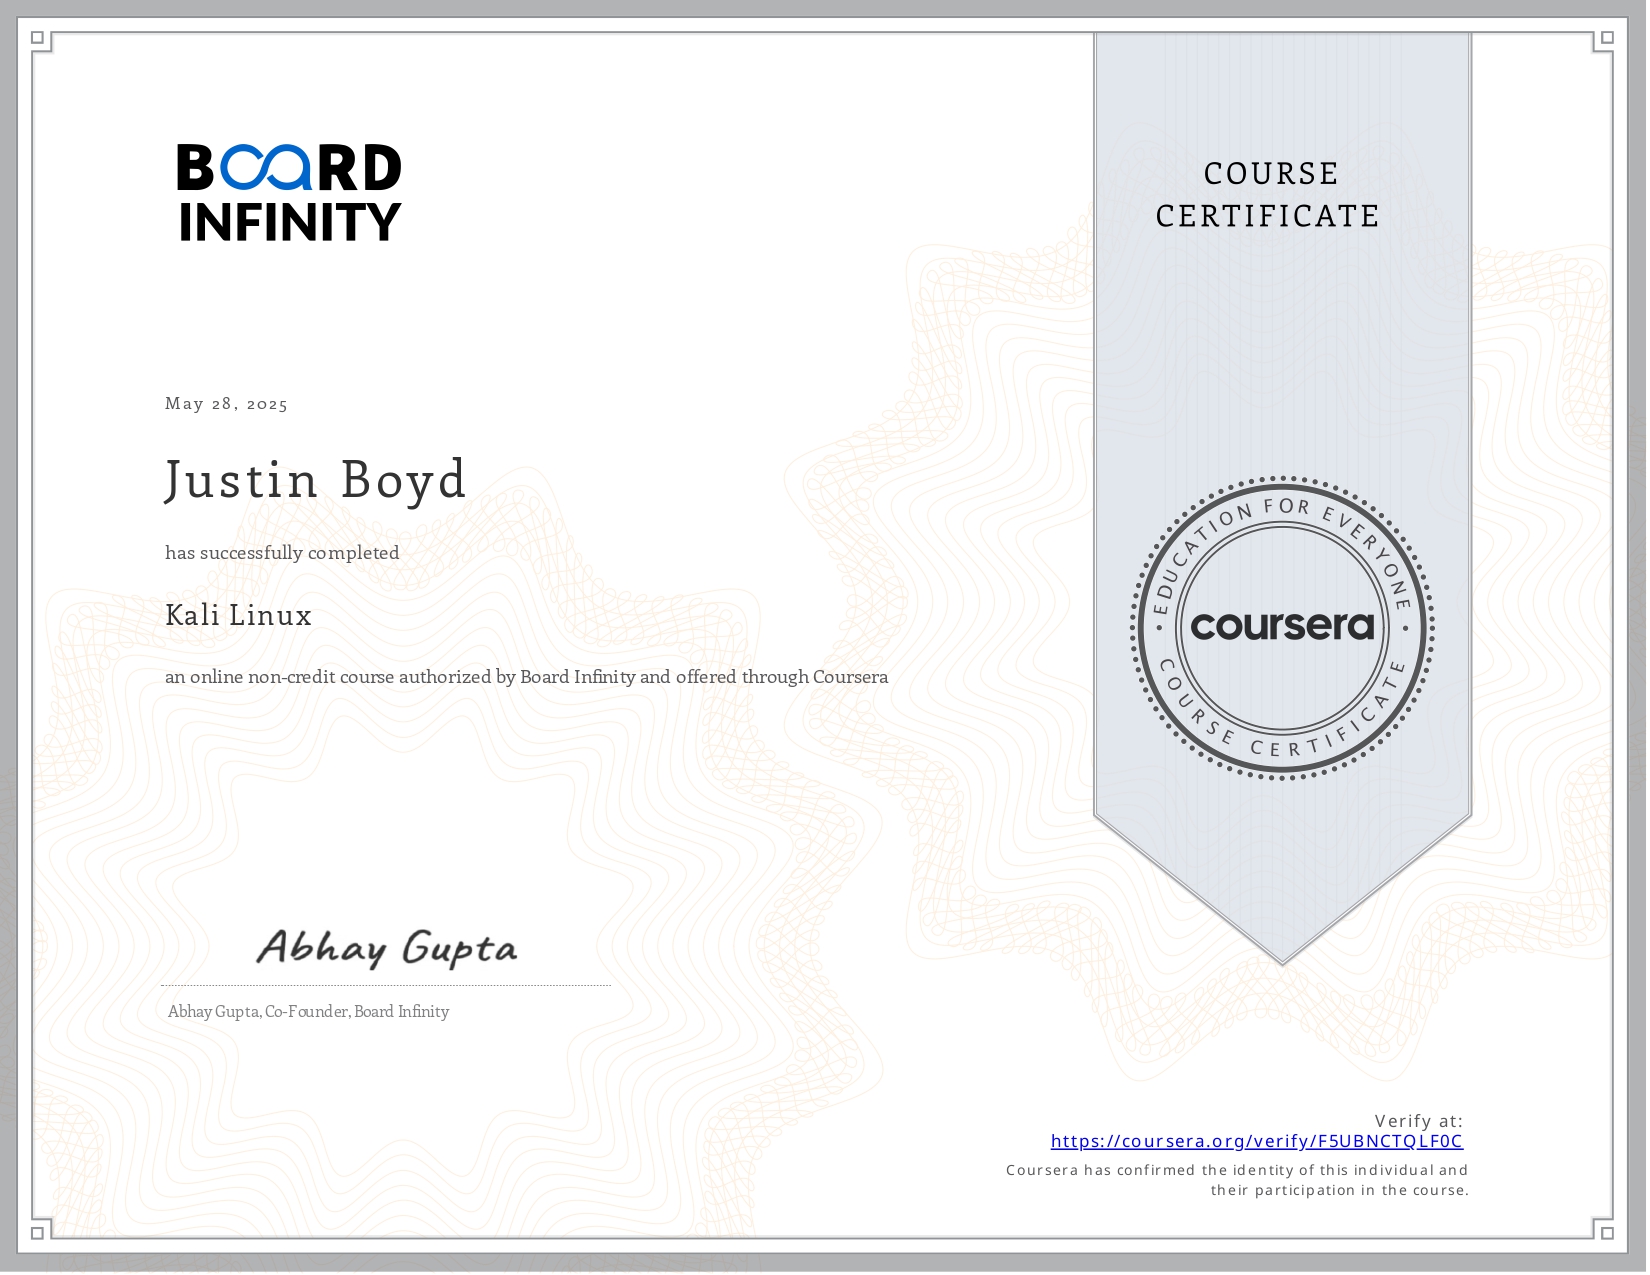 BOARD
INFINITY
COURSE
CERTIFICATE
May 28, 2025
Justin Boyd
has successfully completed
Kali Linux
an online non-credit course authorized by Board Infinity and offered through Coursera
• EDUCATION FOR EVERYONE •
coursera
COURSE CERTIFICATE
Abhay Gupta
Abhay Gupta, Co-Founder, Board Infinity
Verify at:
https://coursera.org/verify/F5UBNCTQLF0C
Coursera has confirmed the identity of this individual and
their participation in the course.